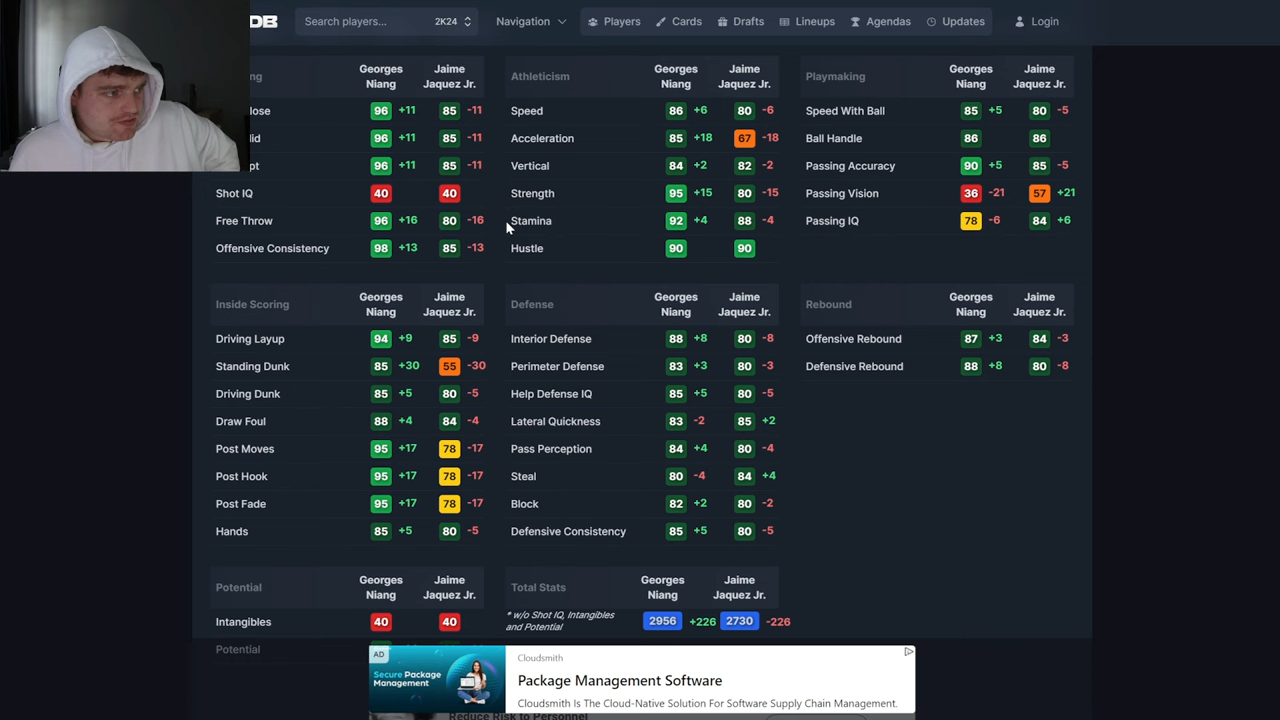 DB Search players... 2K24 Navigation Players Cards Drafts Lineups Agendas Updates Login
Georges Niang Jaime Jaquez Jr.
96 +11 85 -11
96 +11 85 -11
96 +11 85 -11
Shot IQ 40 40
Free Throw 96 +16 80 -16
Offensive Consistency 98 +13 85 -13
Athleticism Georges Niang Jaime Jaquez Jr.
Speed 86 +6 80 -6
Acceleration 85 +18 67 -18
Vertical 84 +2 82 -2
Strength 95 +15 80 -15
Stamina 92 +4 88 -4
Hustle 90 90
Playmaking Georges Niang Jaime Jaquez Jr.
Speed With Ball 85 +5 80 -5
Ball Handle 86 86
Passing Accuracy 90 +5 85 -5
Passing Vision 36 -21 57 +21
Passing IQ 78 -6 84 +6
Inside Scoring Georges Niang Jaime Jaquez Jr.
Driving Layup 94 +9 85 -9
Standing Dunk 85 +30 55 -30
Driving Dunk 85 +5 80 -5
Draw Foul 88 +4 84 -4
Post Moves 95 +17 78 -17
Post Hook 95 +17 78 -17
Post Fade 95 +17 78 -17
Hands 85 +5 80 -5
Defense Georges Niang Jaime Jaquez Jr.
Interior Defense 88 +8 80 -8
Perimeter Defense 83 +3 80 -3
Help Defense IQ 85 +5 80 -5
Lateral Quickness 83 -2 85 +2
Pass Perception 84 +4 80 -4
Steal 80 -4 84 +4
Block 82 +2 80 -2
Defensive Consistency 85 +5 80 -5
Rebound Georges Niang Jaime Jaquez Jr.
Offensive Rebound 87 +3 84 -3
Defensive Rebound 88 +8 80 -8
Potential Georges Niang Jaime Jaquez Jr.
Intangibles 40 40
Potential
Total Stats Georges Niang Jaime Jaquez Jr.
* w/o Shot IQ, Intangibles and Potential 2956 +226 2730 -226
AD
Secure Package Management
Cloudsmith
Package Management Software
Cloudsmith Is The Cloud-Native Solution For Software Supply Chain Management.
Reduce Risk to Personnel